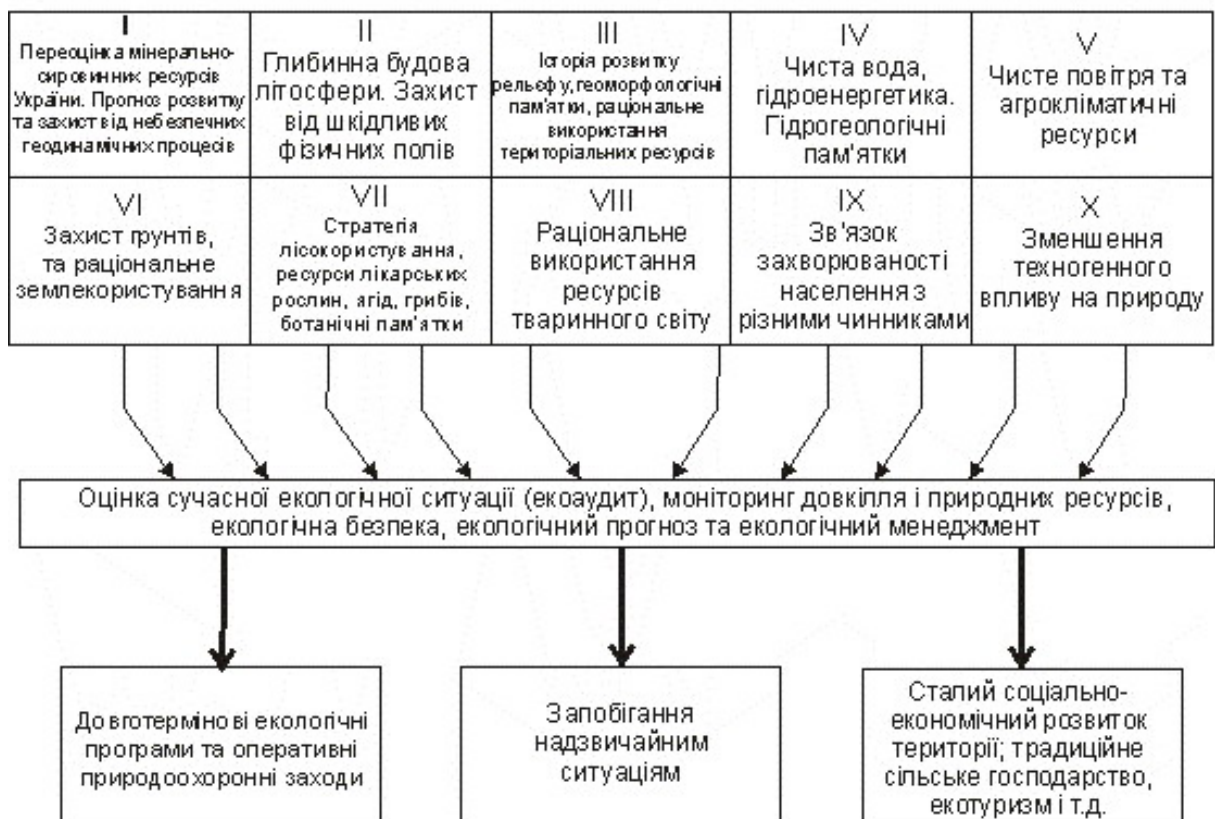 I
Переоцінка мінерально-
сировинних ресурсів
України. Прогноз розвитку
та захист від небезпечних
геодинамічних процесів
II
Глибинна будова
літосфери. Захист
від шкідливих
фізичних полів
III
Історія розвитку
рельєфу, геоморфологічні
пам'ятки, раціональне
використання
територіальних ресурсів
IV
Чиста вода,
гідроенергетика.
Гідрогеологічні
пам'ятки
V
Чисте повітря та
агрокліматичні
ресурси
VI
Захист ґрунтів,
та раціональне
землекористування
VII
Стратегія
лісокористування,
ресурси лікарських
рослин, ягід, грибів,
ботанічні пам'ятки
VIII
Раціональне
використання
ресурсів
тваринного світу
IX
Зв'язок
захворюваності
населення з
різними чинниками
X
Зменшення
техногенного
впливу на природу
Оцінка сучасної екологічної ситуації (екоаудит), моніторинг довкілля і природних ресурсів,
екологічна безпека, екологічний прогноз та екологічний менеджмент
Довготермінові екологічні
програми та оперативні
природоохоронні заходи
Запобігання
надзвичайним
ситуаціям
Сталий соціально-
економічний розвиток
території; традиційне
сільське господарство,
екотуризм і т.д.